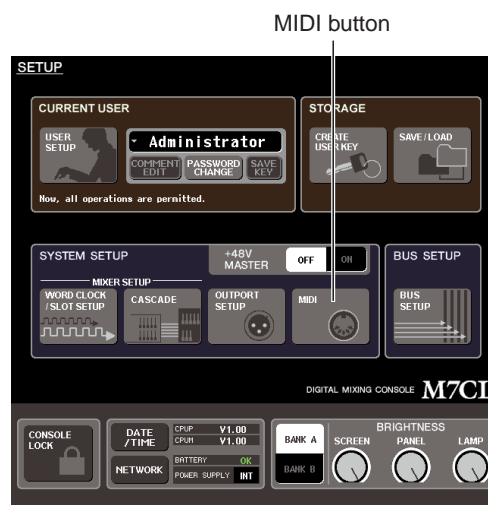 MIDI button
SETUP
CURRENT USER
STORAGE
USER
SETUP
Administrator
COMMENT
EDIT
PASSWORD
CHANGE
SAVE
KEY
Now, all operations are permitted.
CREATE
USER KEY
SAVE/LOAD
SYSTEM SETUP
+48V
MASTER
OFF
ON
BUS SETUP
MIXER SETUP
WORD CLOCK
/SLOT SETUP
CASCADE
OUTPORT
SETUP
MIDI
BUS
SETUP
DIGITAL MIXING CONSOLE M7CL
CONSOLE
LOCK
DATE
/TIME
CPUP V1.00
CPUM V1.00
NETWORK
BATTERY OK
POWER SUPPLY INT
BANK A
BANK B
BRIGHTNESS
SCREEN
PANEL
LAMP